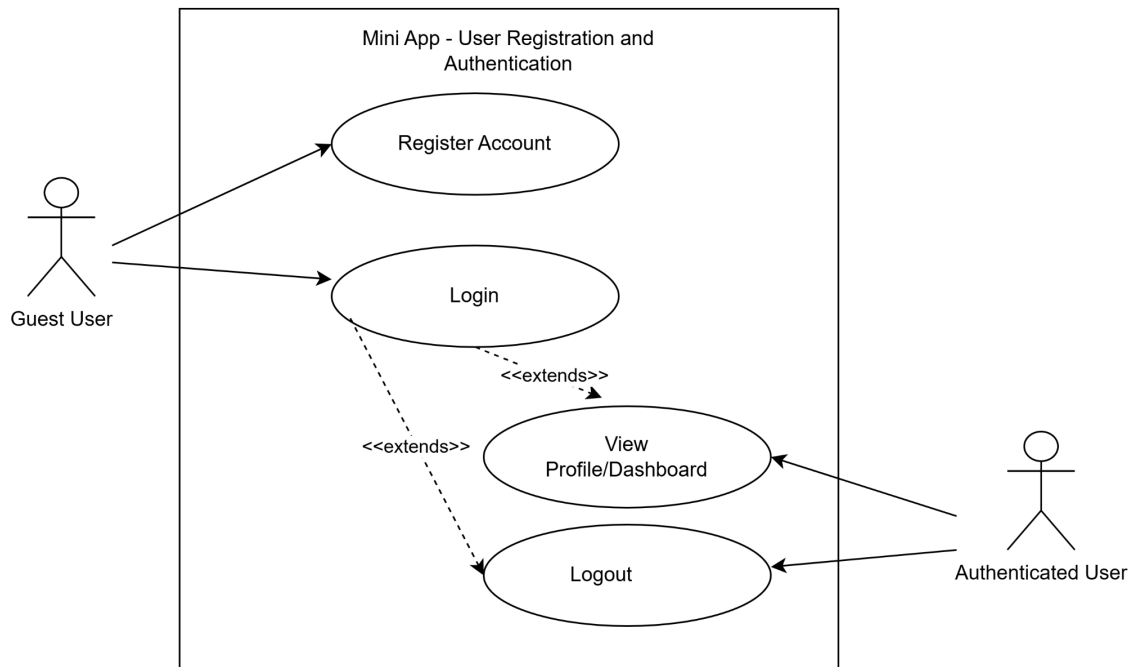 Mini App - User Registration and
Authentication
Register Account
Login
Guest User
<<extends>>
<<extends>>
View
Profile/Dashboard
Logout
Authenticated User